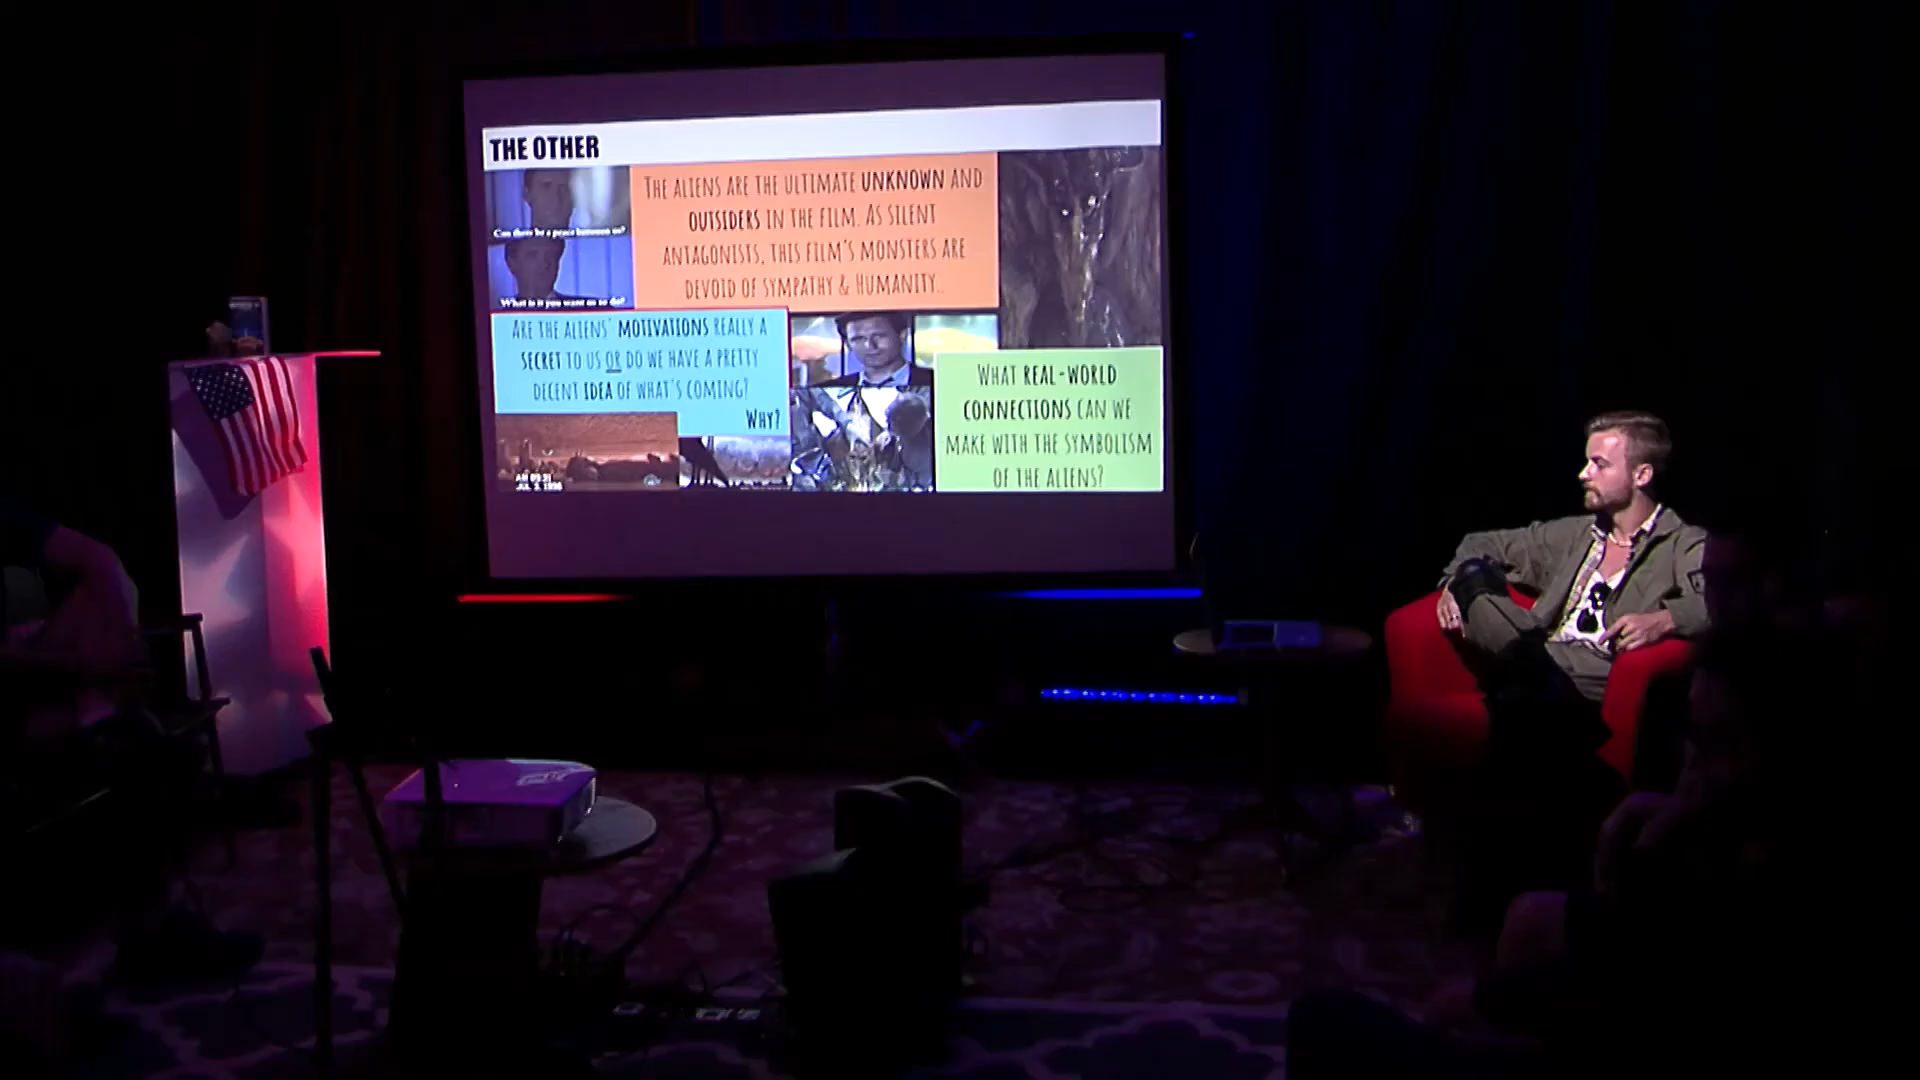 THE OTHER
Can there be a peace between us?
What is it you want us to do?
THE ALIENS ARE THE ULTIMATE UNKNOWN AND
OUTSIDERS IN THE FILM. AS SILENT
ANTAGONISTS, THIS FILM'S MONSTERS ARE
DEVOID OF SYMPATHY & HUMANITY..
ARE THE ALIENS' MOTIVATIONS REALLY A
SECRET TO US OR DO WE HAVE A PRETTY
DECENT IDEA OF WHAT'S COMING?
WHY?
WHAT REAL-WORLD
CONNECTIONS CAN WE
MAKE WITH THE SYMBOLISM
OF THE ALIENS?
JUL. 3. 1996